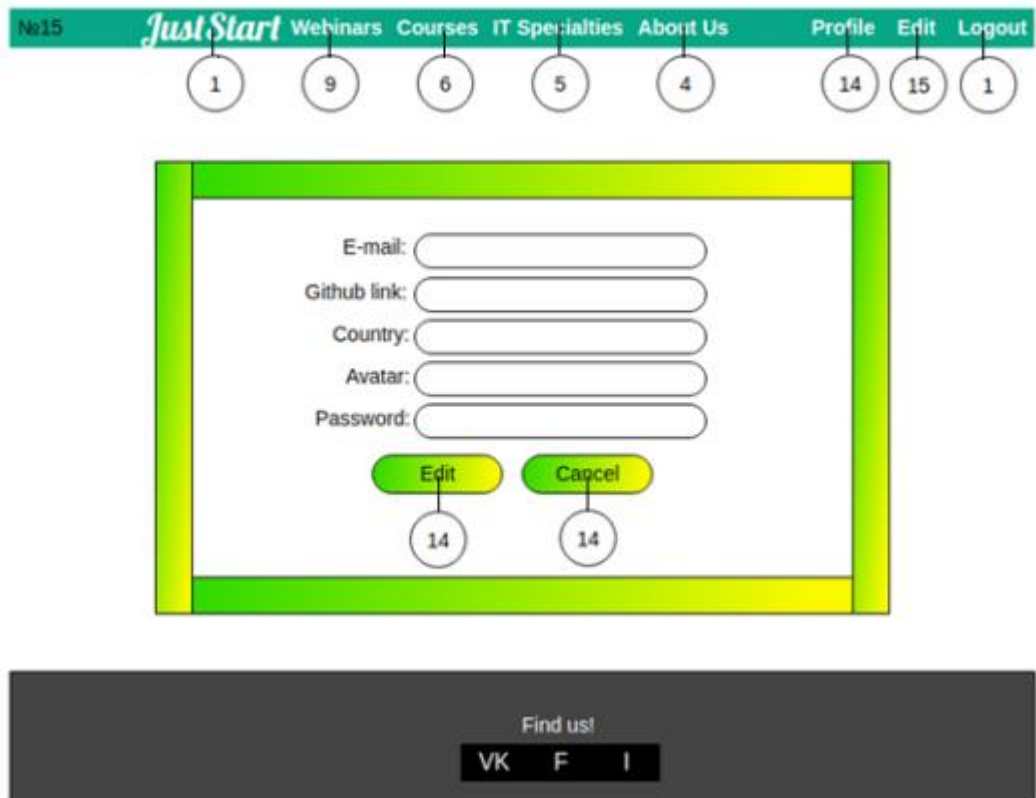 №15 JustStart Webinars Courses IT Specialties About Us Profile Edit Logout
1 9 6 5 4 14 15 1
E-mail:
Github link:
Country:
Avatar:
Password:
Edit Cancel
14 14
Find us!
VK F I